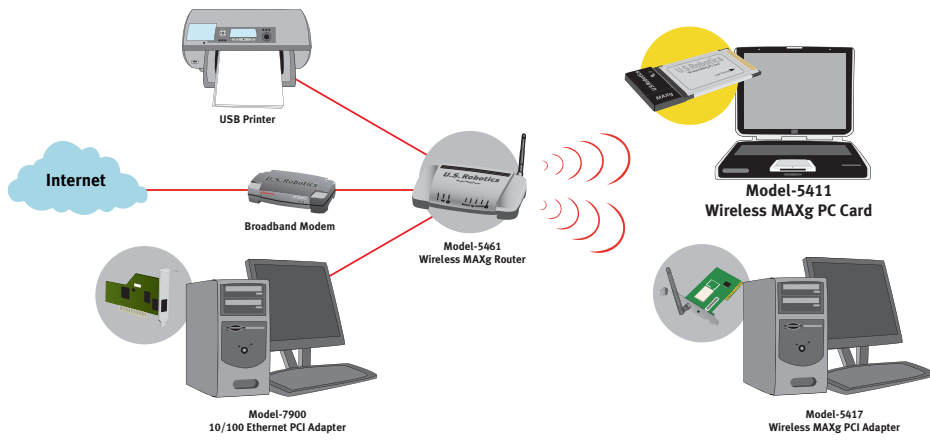 USB Printer
Internet
U.S. Robotics
Broadband Modem
U.S. Robotics
Model-5461
Wireless MAXg Router
U.S. Robotics
USRobotics
MAXg
Model-5411
Wireless MAXg PC Card
Model-7900
10/100 Ethernet PCI Adapter
Model-5417
Wireless MAXg PCI Adapter